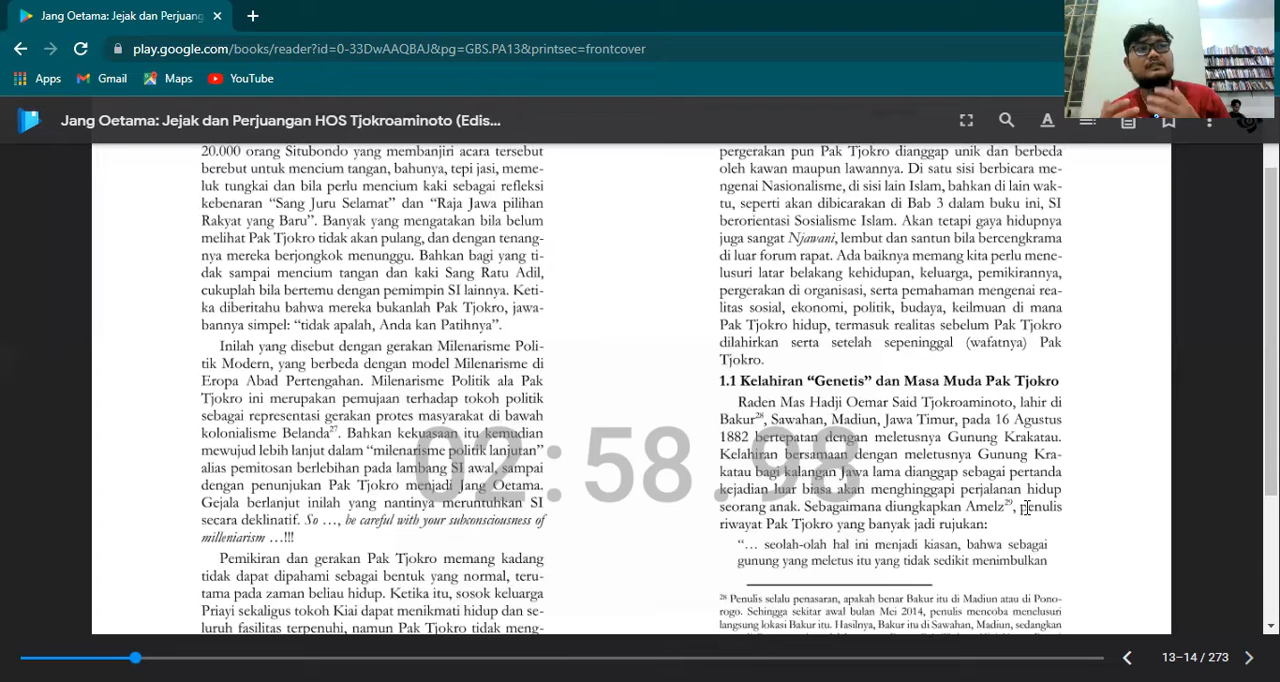 Jang Oetama: Jejak dan Perjuang
play.google.com/books/reader?id=0-33DwAAQBAJ&pg=GBS.PA13&printsec=frontcover
Apps Gmail Maps YouTube
Jang Oetama: Jejak dan Perjuangan HOS Tjokroaminoto (Edis...
20.000 orang Situbondo yang membanjiri acara tersebut
berebut untuk mencium tangan, bahunya, tepi jasi, meme-
luk tungkai dan bila perlu mencium kaki sebagai refleksi
kebenaran “Sang Juru Selamat” dan “Raja Jawa pilihan
Rakyat yang Baru”. Banyak yang mengatakan bila belum
melihat Pak Tjokro tidak akan pulang, dan dengan tenang-
nya mereka berjongkok menunggu. Bahkan bagi yang ti-
dak sampai mencium tangan dan kaki Sang Ratu Adil,
cukuplah bila bertemu dengan pemimpin SI lainnya. Keti-
ka diberitahu bahwa mereka bukanlah Pak Tjokro, jawa-
bannya simpel: “tidak apalah, Anda kan Patihnya”.
Inilah yang disebut dengan gerakan Milenarisme Poli-
tik Modern, yang berbeda dengan model Milenarisme di
Eropa Abad Pertengahan. Milenarisme Politik ala Pak
Tjokro ini merupakan pemujaan terhadap tokoh politik
sebagai representasi gerakan protes masyarakat di bawah
kolonialisme Belanda27. Bahkan kekuasaan itu kemudian
mewujud lebih lanjut dalam “milenarisme politik lanjutan”
alias pemitosan berlebihan pada lambang SI awal, sampai
dengan penunjukan Pak Tjokro menjadi Jang Oetama.
Gejala berlanjut inilah yang nantinya meruntuhkan SI
secara deklinatif. So …, be careful with your subconsciousness of
milleniarism …!!!
Pemikiran dan gerakan Pak Tjokro memang kadang
tidak dapat dipahami sebagai bentuk yang normal, teru-
tama pada zaman beliau hidup. Ketika itu, sosok keluarga
Priayi sekaligus tokoh Kiai dapat menikmati hidup dan se-
luruh fasilitas terpenuhi, namun Pak Tjokro tidak meng-
pergerakan pun Pak Tjokro dianggap unik dan berbeda
oleh kawan maupun lawannya. Di satu sisi berbicara me-
ngenai Nasionalisme, di sisi lain Islam, bahkan di lain wak-
tu, seperti akan dibicarakan di Bab 3 dalam buku ini, SI
berorientasi Sosialisme Islam. Akan tetapi gaya hidupnya
juga sangat Njawani, lembut dan santun bila bercengkrama
di luar forum rapat. Ada baiknya memang kita perlu mene-
lusuri latar belakang kehidupan, keluarga, pemikirannya,
pergerakan di organisasi, serta pemahaman mengenai rea-
litas sosial, ekonomi, politik, budaya, keilmuan di mana
Pak Tjokro hidup, termasuk realitas sebelum Pak Tjokro
dilahirkan serta setelah sepeninggal (wafatnya) Pak
Tjokro.
1.1 Kelahiran “Genetis” dan Masa Muda Pak Tjokro
Raden Mas Hadji Oemar Said Tjokroaminoto, lahir di
Bakur28, Sawahan, Madiun, Jawa Timur, pada 16 Agustus
1882 bertepatan dengan meletusnya Gunung Krakatau.
Kelahiran bersamaan dengan meletusnya Gunung Kra-
katau bagi kalangan Jawa lama dianggap sebagai pertanda
kejadian luar biasa akan menghinggapi perjalanan hidup
seorang anak. Sebagaimana diungkapkan Amelz29, penulis
riwayat Pak Tjokro yang banyak jadi rujukan:
“… seolah-olah hal ini menjadi kiasan, bahwa sebagai
gunung yang meletus itu yang tidak sedikit menimbulkan
28 Penulis selalu penasaran, apakah benar Bakur itu di Madiun atau di Pono-
rogo. Sehingga sekitar awal bulan Mei 2014, penulis mencoba menelusuri
langsung lokasi Bakur itu. Hasilnya, Bakur itu di Sawahan, Madiun, sedangkan
02:58.98
13–14 / 273